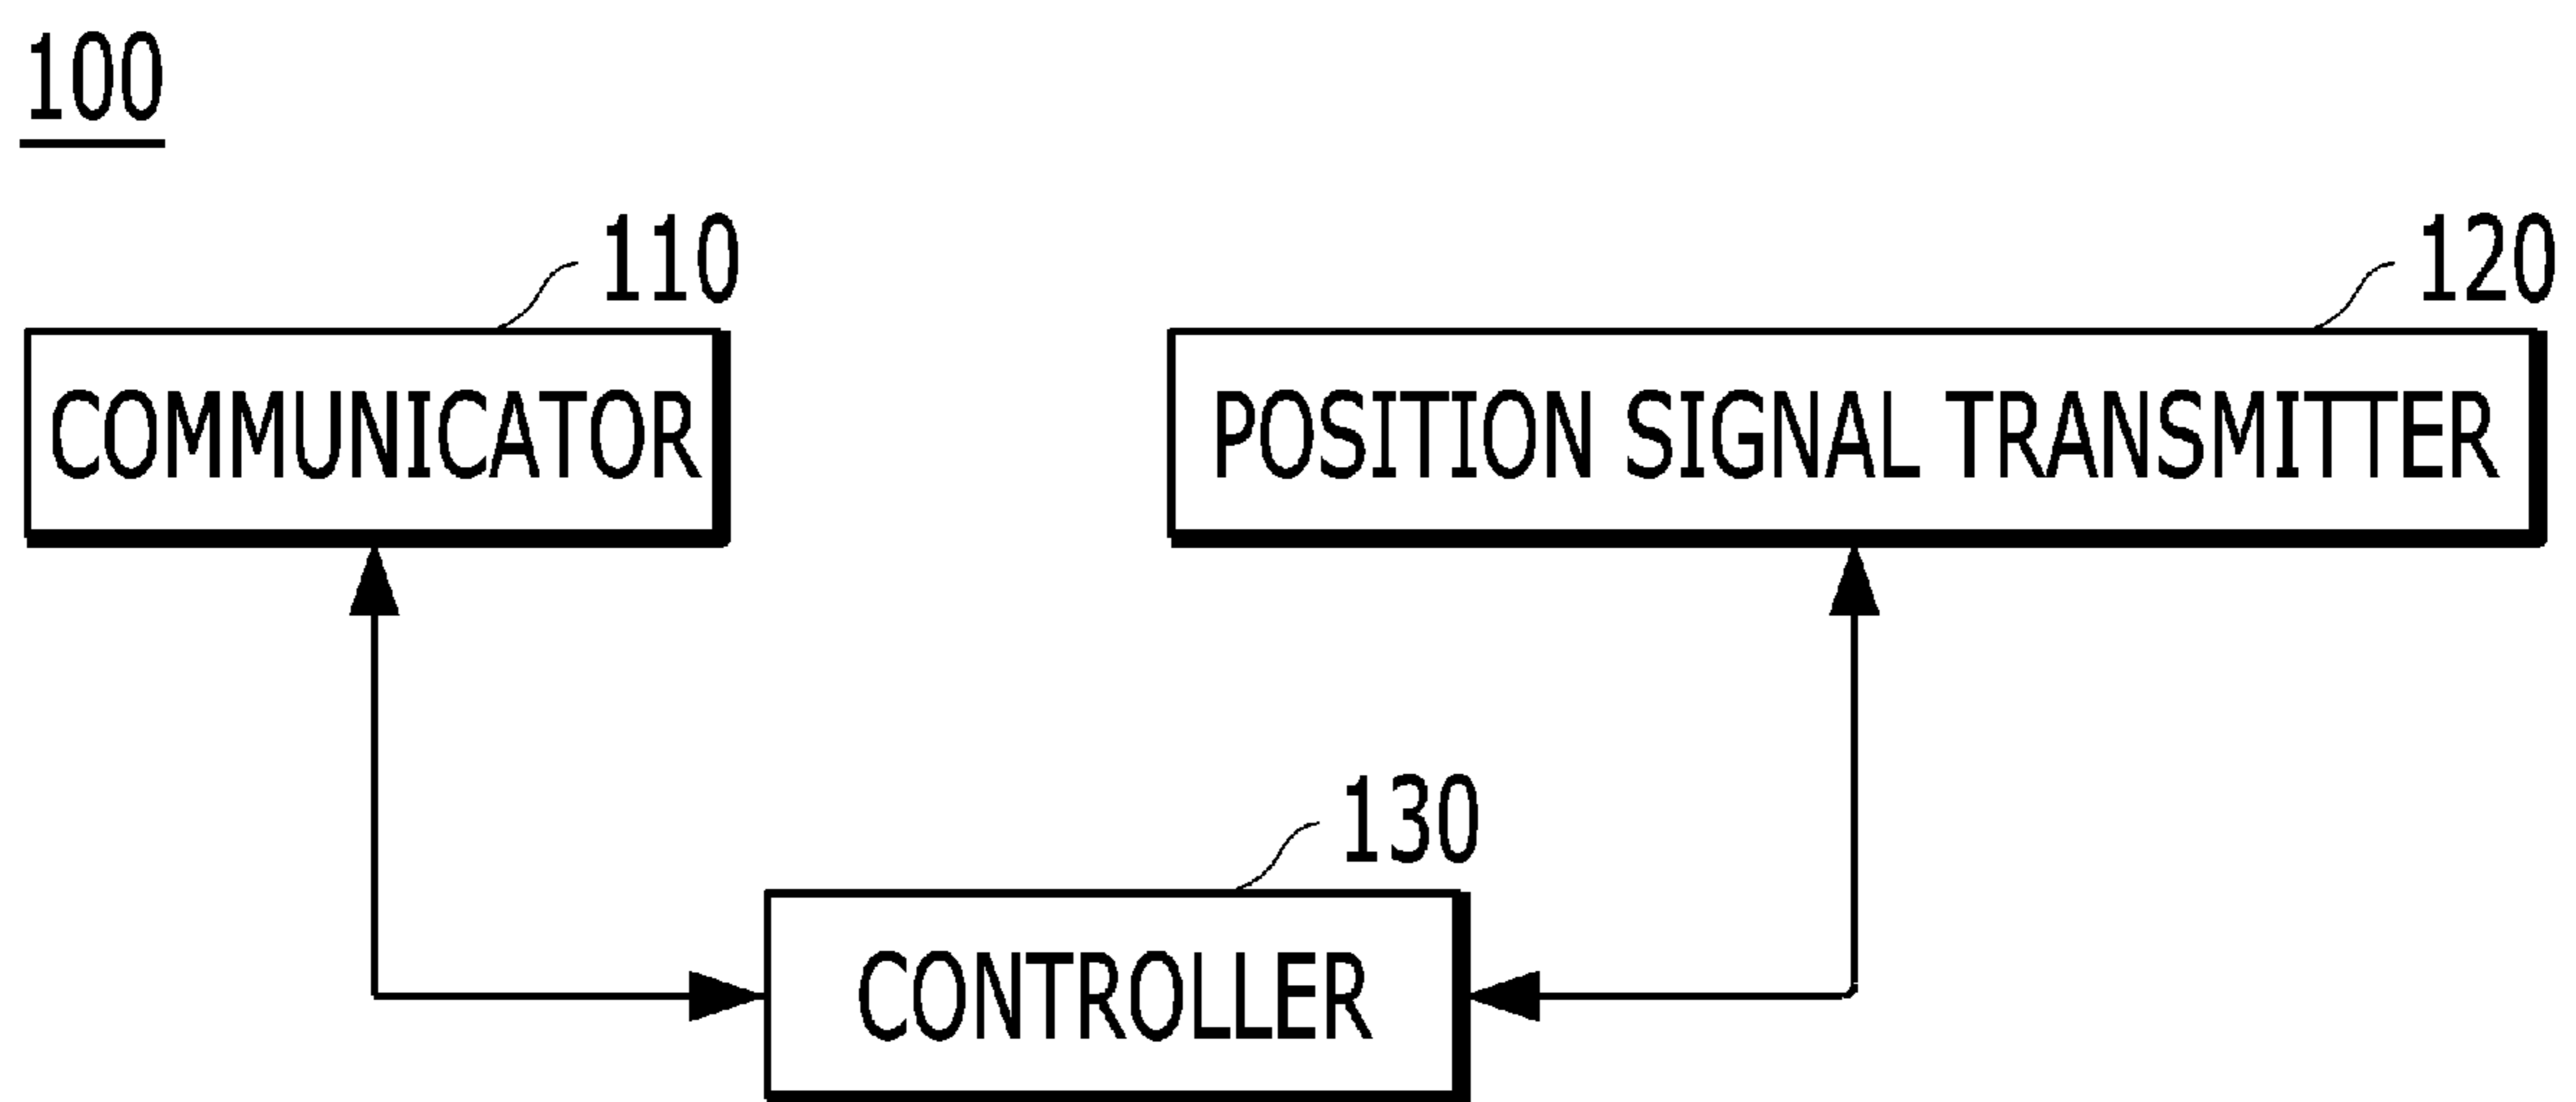 100
110
120
COMMUNICATOR
POSITION SIGNAL TRANSMITTER
130
CONTROLLER